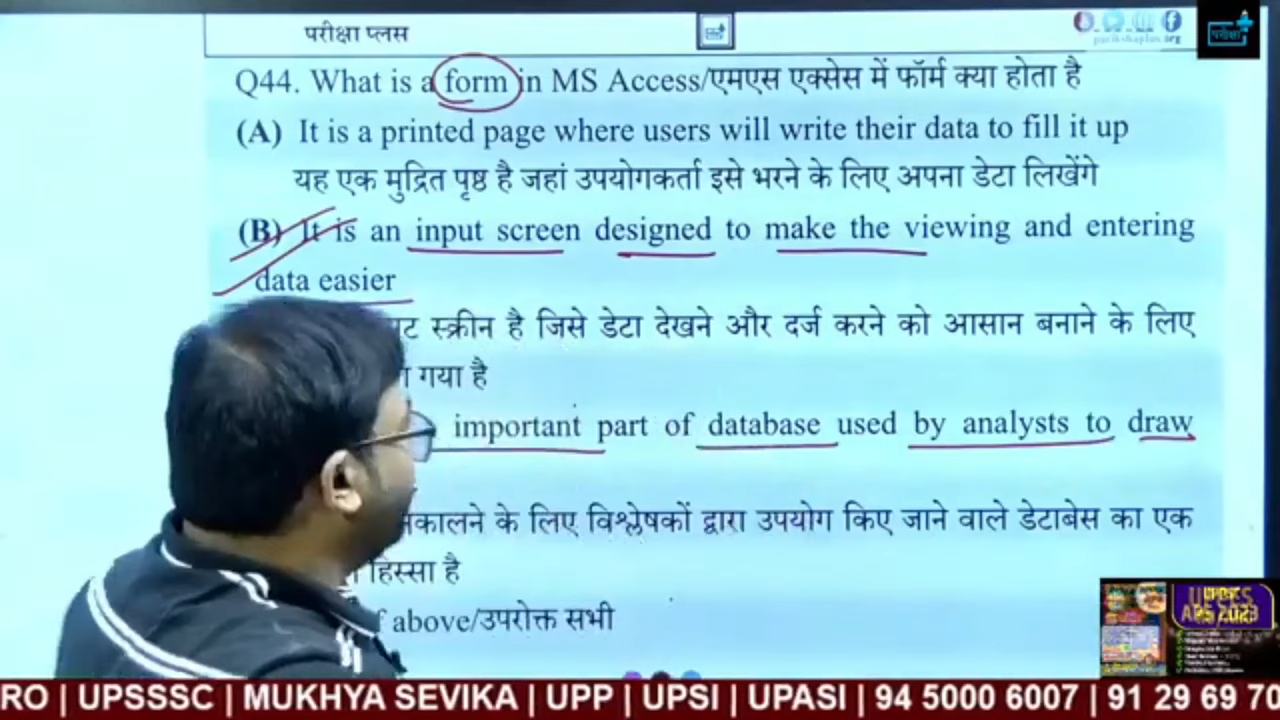 परीक्षा प्लस
parikshaplus.org
परीक्षा
Q44. What is a form in MS Access/एमएस एक्सेस में फॉर्म क्या होता है
(A) It is a printed page where users will write their data to fill it up
यह एक मुद्रित पृष्ठ है जहां उपयोगकर्ता इसे भरने के लिए अपना डेटा लिखेंगे
(B) It is an input screen designed to make the viewing and entering
data easier
स्क्रीन है जिसे डेटा देखने और दर्ज करने को आसान बनाने के लिए
गया है
important part of database used by analysts to draw
के लिए विश्लेषकों द्वारा उपयोग किए जाने वाले डेटाबेस का एक
हिस्सा है
above/उपरोक्त सभी
RO | UPSSSC | MUKHYA SEVIKA | UPP | UPSI | UPASI | 94 5000 6007 | 91 29 69 70